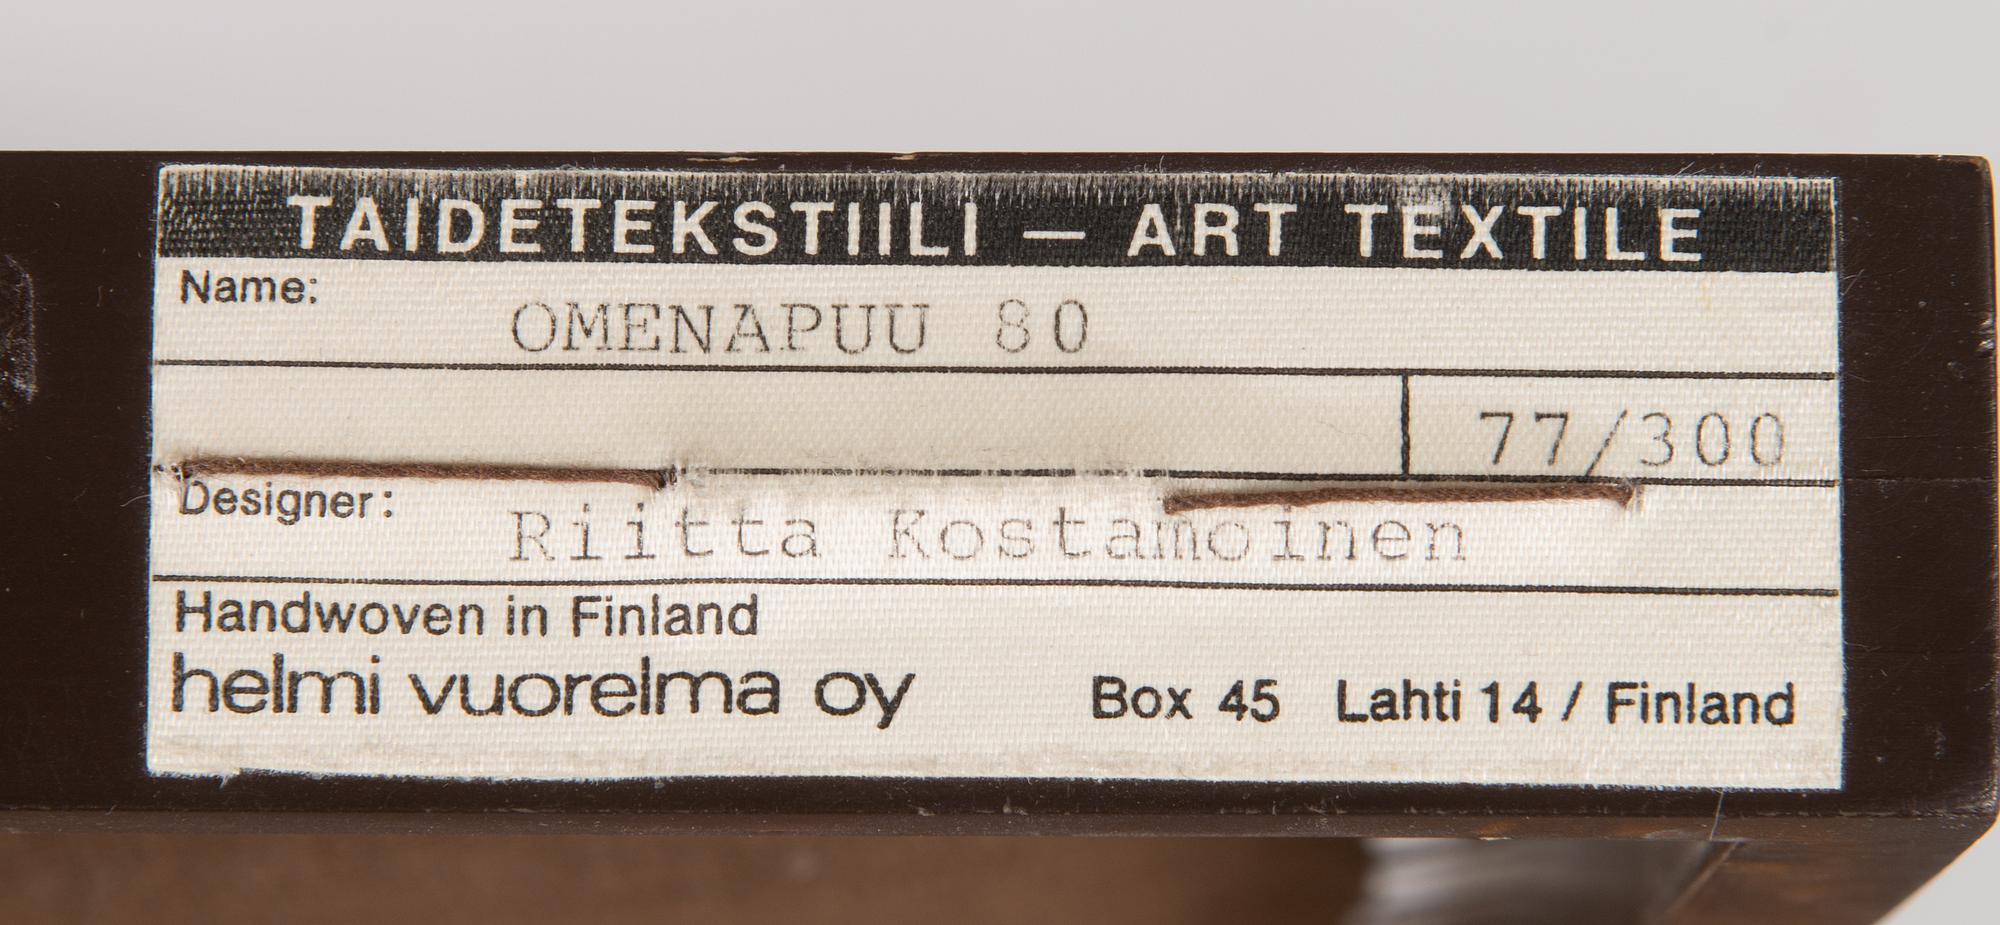 TAIDETEKSTIILI — ART TEXTILE
Name: OMENAPUU 80
77/300
Designer: Riitta Kostamoinen
Handwoven in Finland
helmi vuorelma oy Box 45 Lahti 14 / Finland